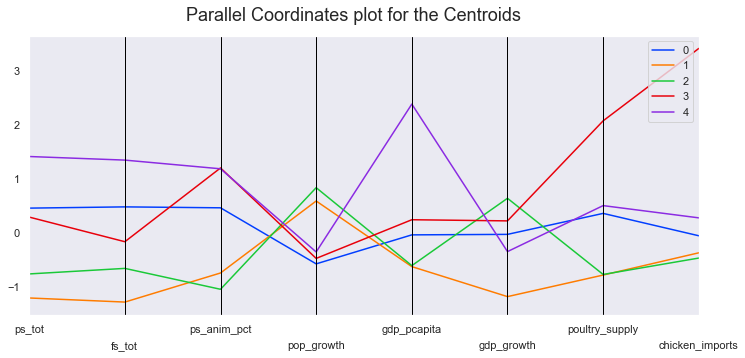 Parallel Coordinates plot for the Centroids
0
1
2
3
4
3
2
1
0
−1
ps_tot
fs_tot
ps_anim_pct
pop_growth
gdp_pcapita
gdp_growth
poultry_supply
chicken_imports